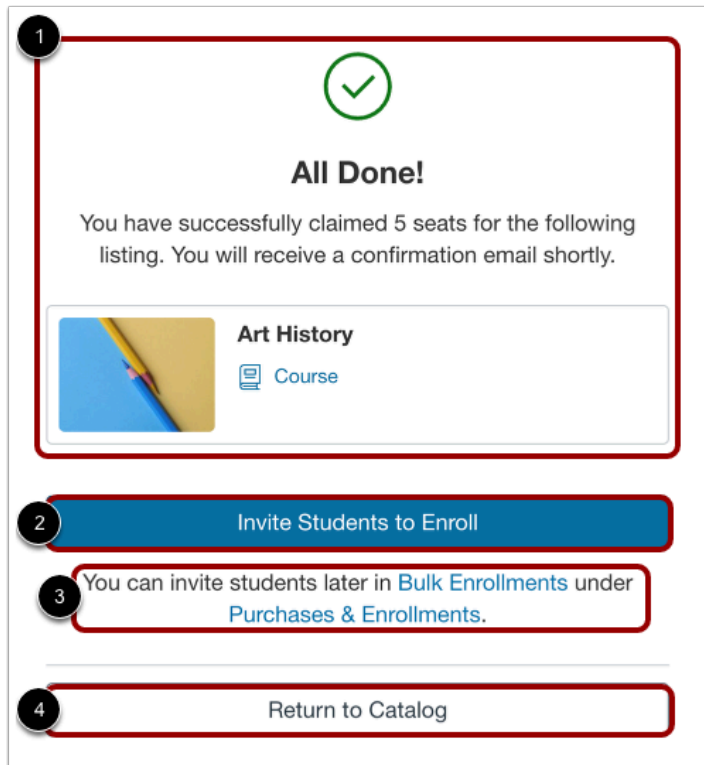 1
All Done!
You have successfully claimed 5 seats for the following
listing. You will receive a confirmation email shortly.
Art History
Course
2
Invite Students to Enroll
3
You can invite students later in Bulk Enrollments under
Purchases & Enrollments.
4
Return to Catalog